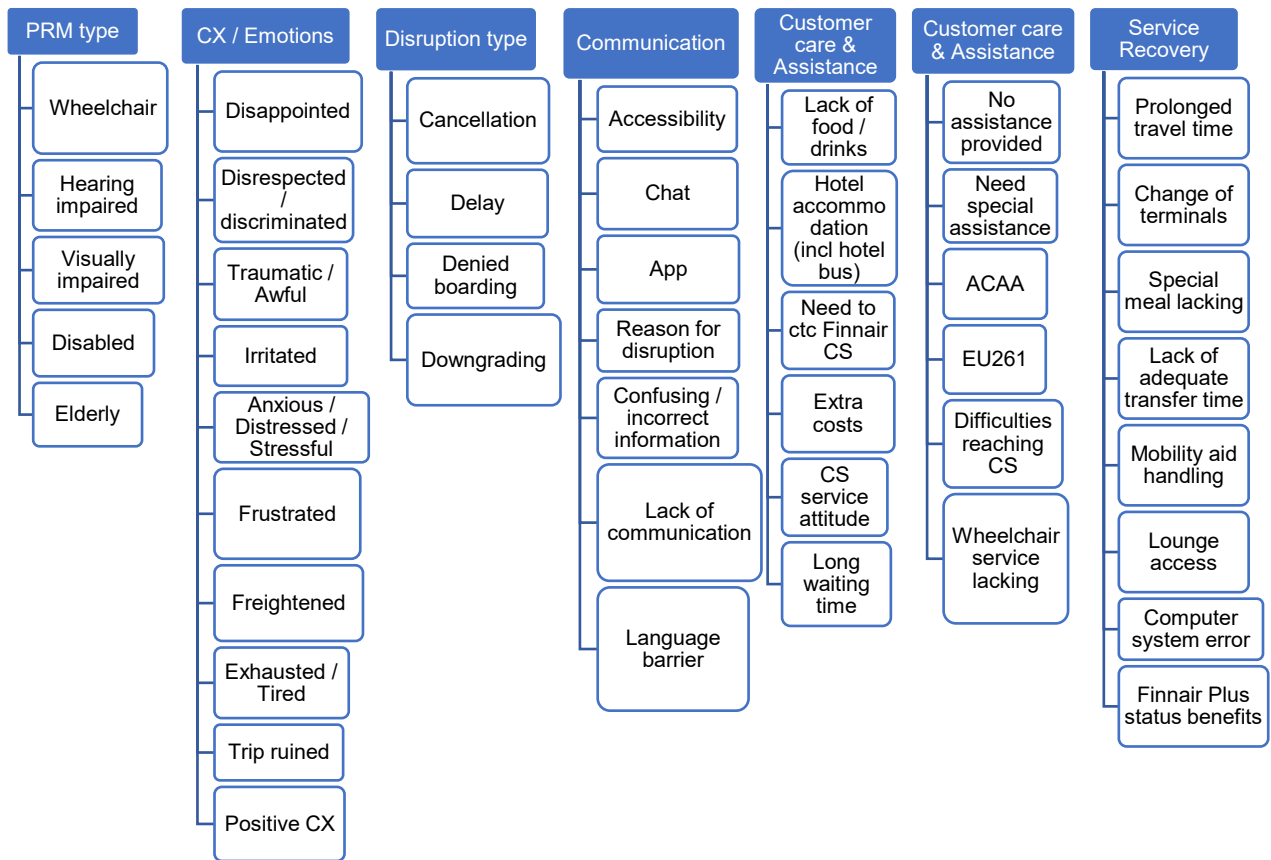 PRM type
Wheelchair
Hearing
impaired
Visually
impaired
Disabled
Elderly
CX / Emotions
Disappointed
Disrespected
/
discriminated
Traumatic /
Awful
Irritated
Anxious /
Distressed /
Stressful
Frustrated
Freightened
Exhausted /
Tired
Trip ruined
Positive CX
Disruption type
Cancellation
Delay
Denied
boarding
Downgrading
Communication
Accessibility
Chat
App
Reason for
disruption
Confusing /
incorrect
information
Lack of
communication
Language
barrier
Customer
care &
Assistance
Lack of
food /
drinks
Hotel
accommo
dation
(incl hotel
bus)
Need to
ctc Finnair
CS
Extra
costs
CS
service
attitude
Long
waiting
time
Customer care
& Assistance
No
assistance
provided
Need
special
assistance
ACAA
EU261
Difficulties
reaching
CS
Wheelchair
service
lacking
Service
Recovery
Prolonged
travel time
Change of
terminals
Special
meal lacking
Lack of
adequate
transfer time
Mobility aid
handling
Lounge
access
Computer
system error
Finnair Plus
status benefits